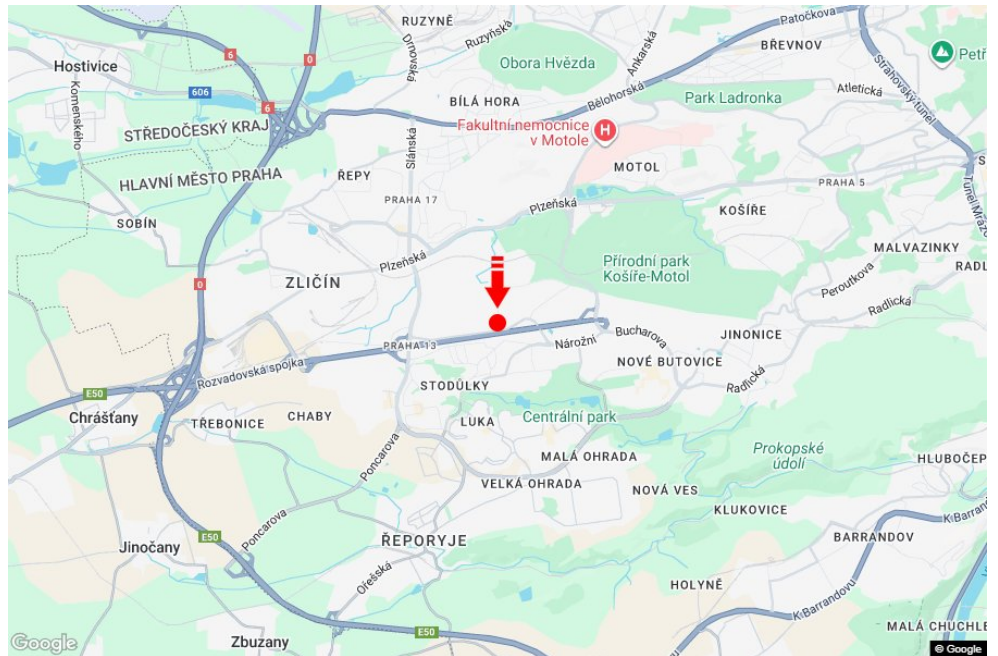 RUZYNĚ
Patočkova
6
0
Drnovská
Ruzyňská
Ankarská
BŘEVNOV
Hostivice
Komenského
Obora Hvězda
Strahovský tunel
Petř
6
606
BÍLÁ HORA
Bělohorská
Park Ladronka
Atletická
STŘEDOČESKÝ KRAJ
Slánská
Fakultní nemocnice
v Motole
H
HLAVNÍ MĚSTO PRAHA
ŘEPY
MOTOL
PRAHA 5
S
PRAHA 17
Plzeňská
Tunel Mrázo
SOBÍN
KOŠÍŘE
MALVAZINKY
Plzeňská
Přírodní park
Košíře-Motol
Peroutkova
RADL
ZLIČÍN
0
Radlická
Bucharova
JINONICE
PRAHA 13
Nárožní
NOVÉ BUTOVICE
Rozvadovská spojka
Radlická
E50
STODŮLKY
Chrášťany
TŘEBONICE
CHABY
LUKA
Centrální park
Poncarova
MALÁ OHRADA
Prokopské
údolí
HLUBOČEP
VELKÁ OHRADA
NOVÁ VES
KLUKOVICE
K Barrandov
E50
Poncarova
Jinočany
ŘEPORYJE
BARRANDOV
Ořešská
HOLYNĚ
K Barrandovu
E50
Zbuzany
MALÁ CHUCHLE
Google
© Google